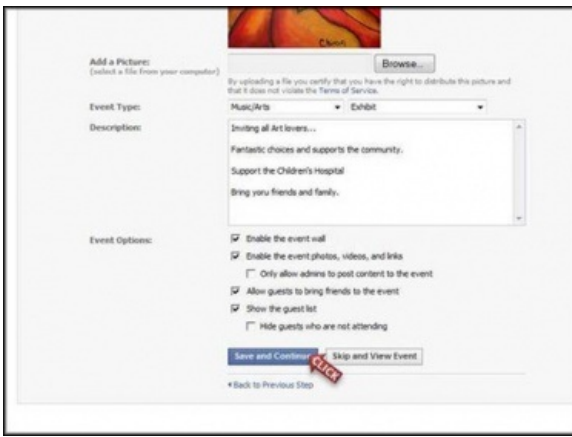 Chris
Add a Picture:
(select a file from your computer)
Browse...
By uploading a file you certify that you have the right to distribute this picture and
that it does not violate the Terms of Service.
Event Type:
Music/Arts
Exhibit
Description:
Inviting all Art lovers...
Fantastic choices and supports the community.
Support the Children's Hospital
Bring yoru friends and family.
Event Options:
Enable the event wall
Enable the event photos, videos, and links
Only allow admins to post content to the event
Allow guests to bring friends to the event
Show the guest list
Hide guests who are not attending
Save and Continue
CLICK
Skip and View Event
Back to Previous Step